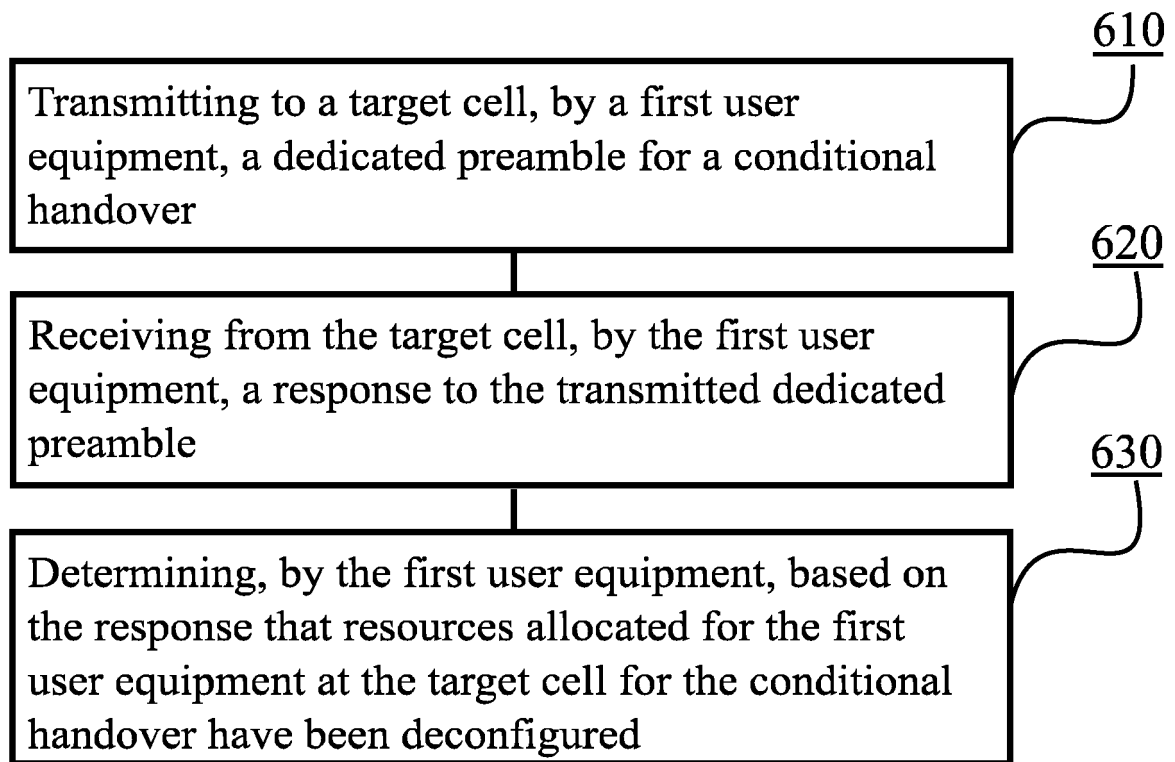 610
Transmitting to a target cell, by a first user
equipment, a dedicated preamble for a conditional
handover
620
Receiving from the target cell, by the first user
equipment, a response to the transmitted dedicated
preamble
630
Determining, by the first user equipment, based on
the response that resources allocated for the first
user equipment at the target cell for the conditional
handover have been deconfigured